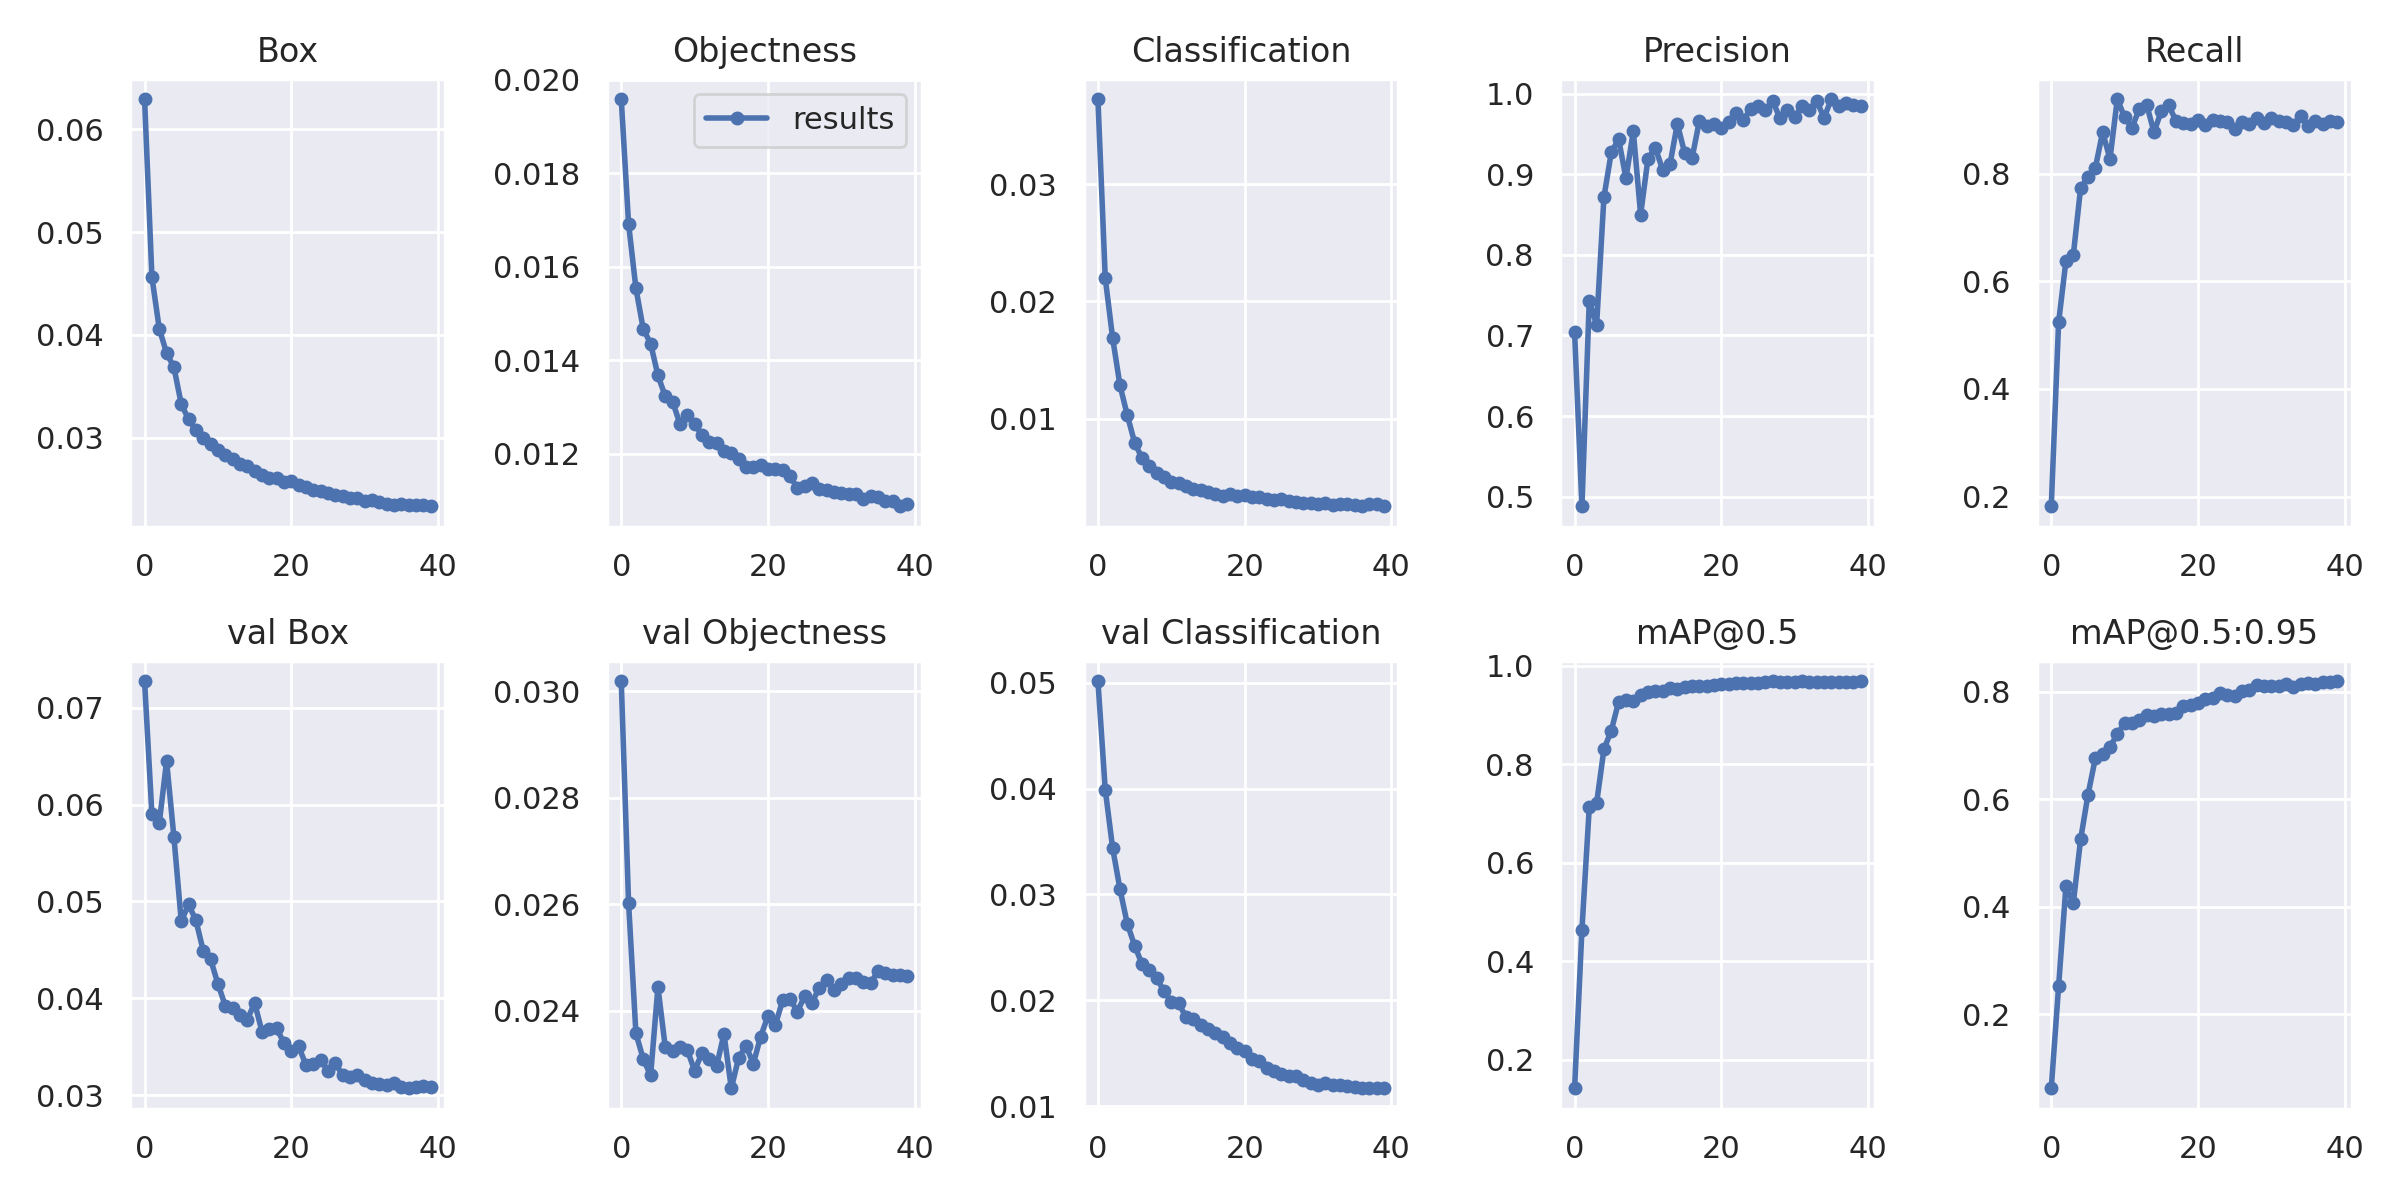 Box
Objectness
Classification
Precision
Recall
0.06
0.05
0.04
0.03
0 20 40
0.020
0.018
0.016
0.014
0.012
results
0 20 40
0.03
0.02
0.01
0 20 40
1.0
0.9
0.8
0.7
0.6
0.5
0 20 40
0.8
0.6
0.4
0.2
0 20 40
val Box
val Objectness
val Classification
mAP@0.5
mAP@0.5:0.95
0.07
0.06
0.05
0.04
0.03
0 20 40
0.030
0.028
0.026
0.024
0 20 40
0.05
0.04
0.03
0.02
0.01
0 20 40
1.0
0.8
0.6
0.4
0.2
0 20 40
0.8
0.6
0.4
0.2
0 20 40